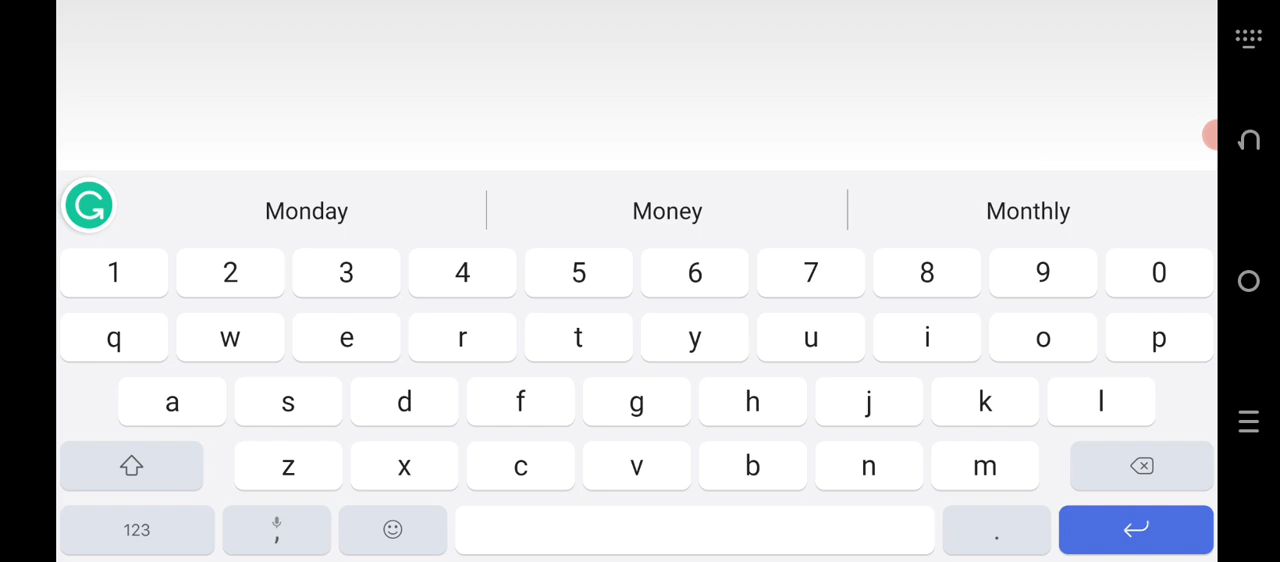 Monday Money Monthly
1 2 3 4 5 6 7 8 9 0
q w e r t y u i o p
a s d f g h j k l
z x c v b n m
123 , .